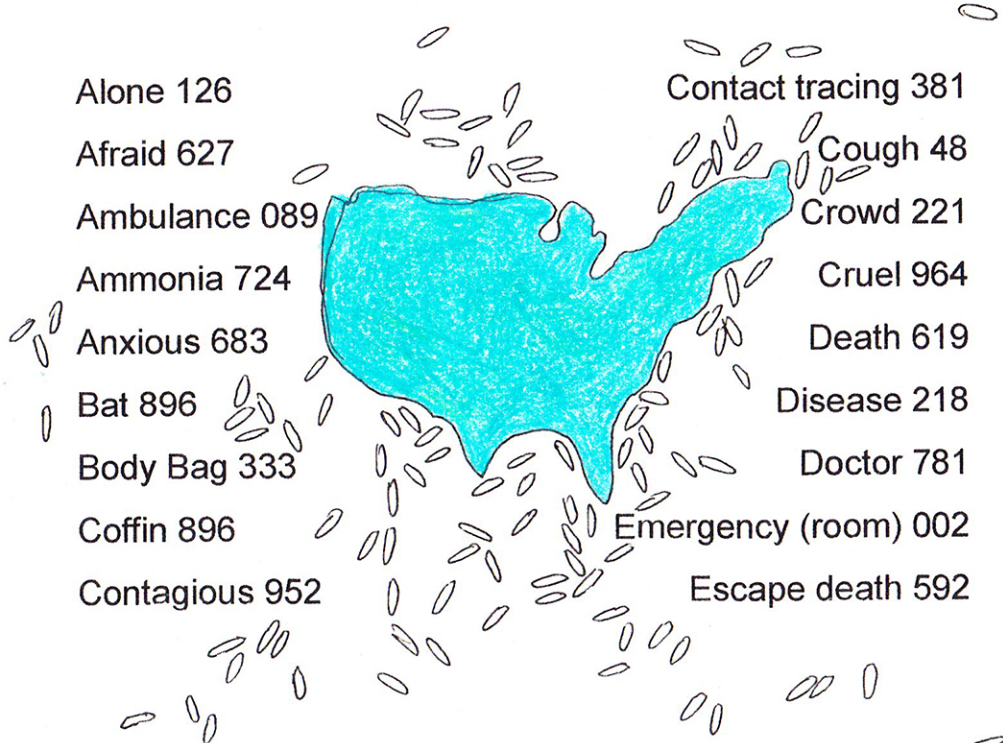 Alone 126
Afraid 627
Ambulance 089
Ammonia 724
Anxious 683
Bat 896
Body Bag 333
Coffin 896
Contagious 952
Contact tracing 381
Cough 48
Crowd 221
Cruel 964
Death 619
Disease 218
Doctor 781
Emergency (room) 002
Escape death 592